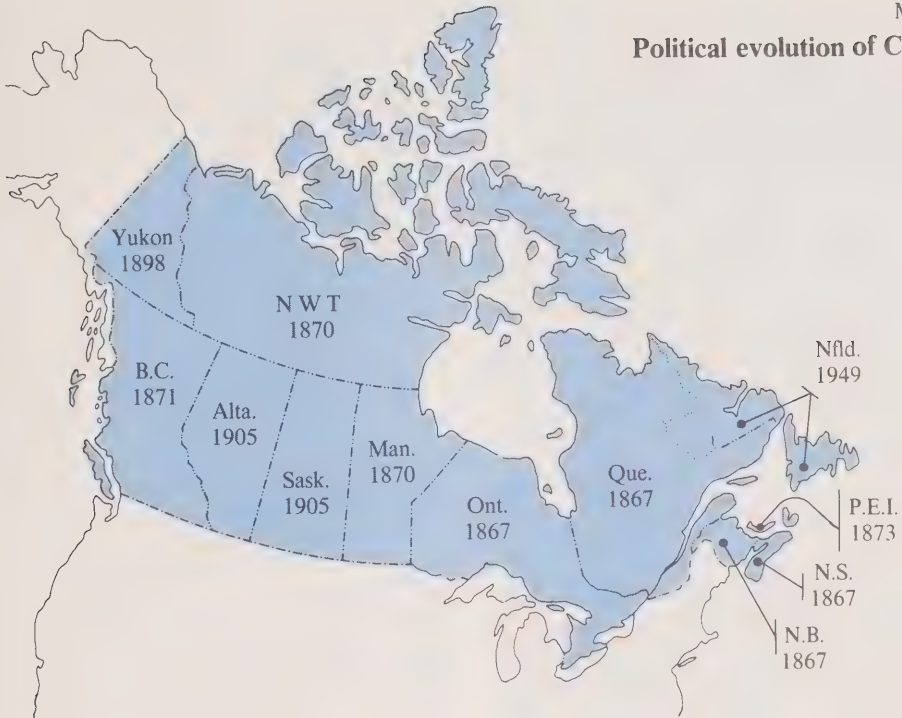 Political evolution of C
Yukon
1898
N W T
1870
B.C.
1871
Alta.
1905
Sask.
1905
Man.
1870
Ont.
1867
Que.
1867
Nfld.
1949
P.E.I.
1873
N.S.
1867
N.B.
1867